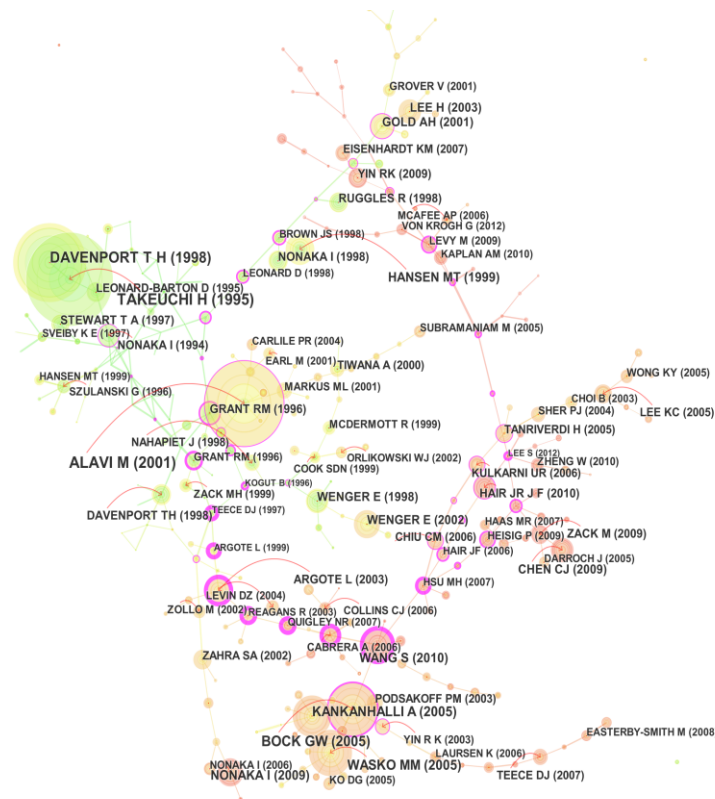 GROVER V (2001)
LEE H (2003)
GOLD AH (2001)
EISENHARDT KM (2007)
YIN RK (2009)
RUGGLES R (1998)
MCAFEE AP (2006)
VON KROGH G (2012)
BROWN JS (1998)
LEVY M (2009)
NONAKA I (1998)
KAPLAN AM (2010)
DAVENPORT T H (1998)
LEONARD D (1998)
HANSEN MT (1999)
LEONARD-BARTON D (1995)
TAKEUCHI H (1995)
STEWART T A (1997)
SUBRAMANIAM M (2005)
SVEIBY K E (1997)
NONAKA I (1994)
CARLILE PR (2004)
EARL M (2001)
TIWANA A (2000)
HANSEN MT (1999)
WONG KY (2005)
SZULANSKI G (1996)
MARKUS ML (2001)
CHOI B (2003)
GRANT RM (1996)
SHER PJ (2004)
LEE KC (2005)
MCDERMOTT R (1999)
TANRIVERDI H (2005)
NAHAPIET J (1998)
LEE S (2012)
GRANT RM (1996)
ORLIKOWSKI WJ (2002)
ALAVI M (2001)
ZHENG W (2010)
COOK SDN (1999)
KULKARNI UR (2006)
KOGUT B (1996)
HAIR JR J F (2010)
ZACK MH (1999)
WENGER E (1998)
DAVENPORT TH (1998)
TEECE DJ (1997)
WENGER E (2002)
HAAS MR (2007)
CHIU CM (2006)
HEISIG P (2009)
ZACK M (2009)
ARGOTE L (1999)
HAIR JF (2006)
DARROCH J (2005)
CHEN CJ (2009)
ARGOTE L (2003)
HSU MH (2007)
LEVIN DZ (2004)
ZOLLO M (2002)
REAGANS R (2003)
COLLINS CJ (2006)
QUIGLEY NR (2007)
CABRERA A (2006)
WANG S (2010)
ZAHRA SA (2002)
PODSAKOFF PM (2003)
KANKANHALLI A (2005)
EASTERBY-SMITH M (2008
BOCK GW (2005)
YIN R K (2003)
LAURSEN K (2006)
NONAKA I (2006)
WASKO MM (2005)
NONAKA I (2009)
TEECE DJ (2007)
KO DG (2005)